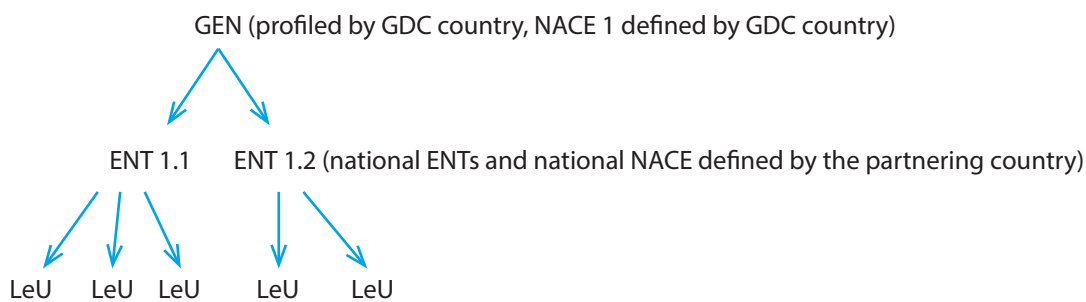 GEN (profiled by GDC country, NACE 1 defined by GDC country)
ENT 1.1 ENT 1.2 (national ENTs and national NACE defined by the partnering country)
LeU LeU LeU LeU LeU